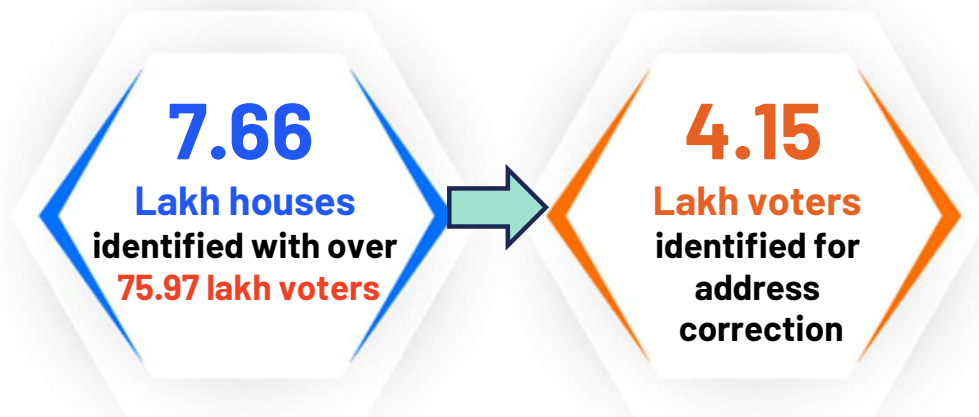 7.66
Lakh houses
identified with over
75.97 lakh voters
4.15
Lakh voters
identified for
address
correction